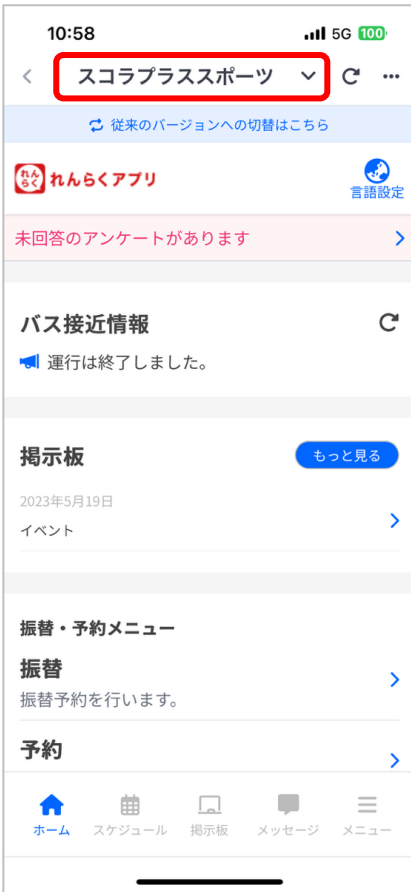 10:58 5G 100
スコラプラススポーツ
従来のバージョンへの切替はこちら
れんらく れんらくアプリ
言語設定
未回答のアンケートがあります
バス接近情報
運行は終了しました。
掲示板 もっと見る
2023年5月19日
イベント
振替・予約メニュー
振替
振替予約を行います。
予約
ホーム スケジュール 掲示板 メッセージ メニュー